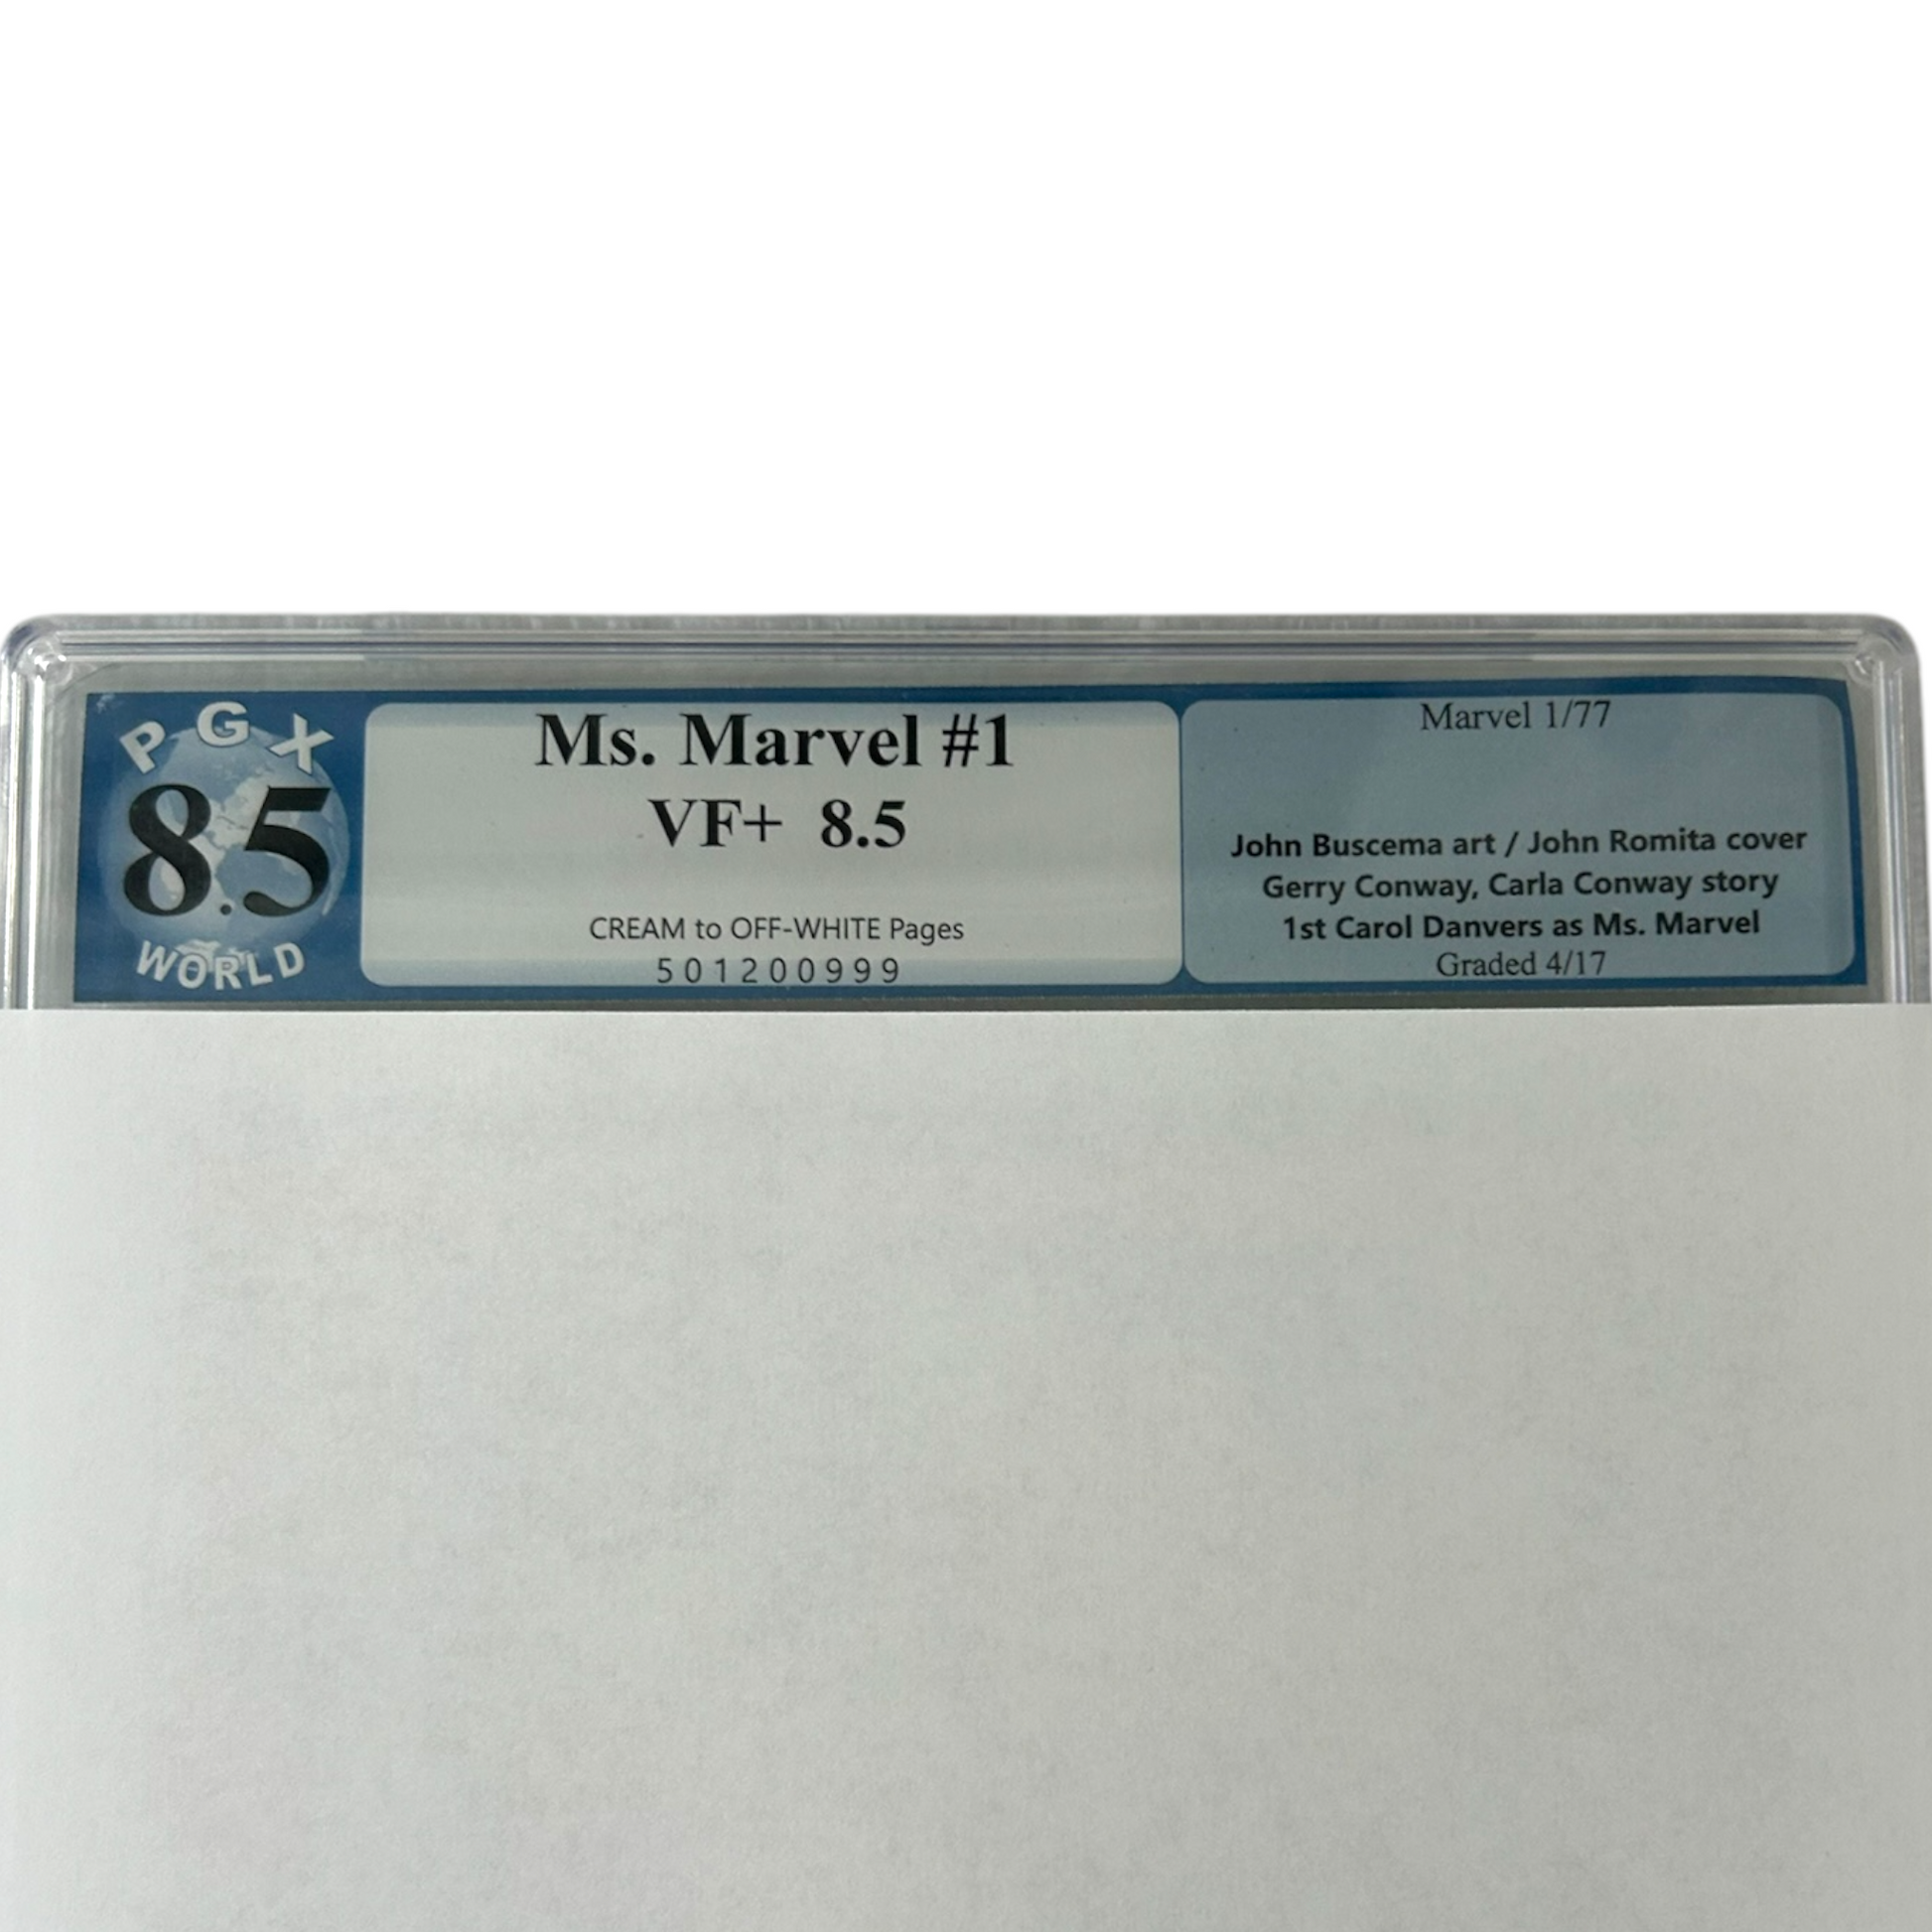 PGX
8.5
WORLD
Ms. Marvel #1
VF+ 8.5
CREAM to OFF-WHITE Pages
501200999
Marvel 1/77
John Buscema art / John Romita cover
Gerry Conway, Carla Conway story
1st Carol Danvers as Ms. Marvel
Graded 4/17